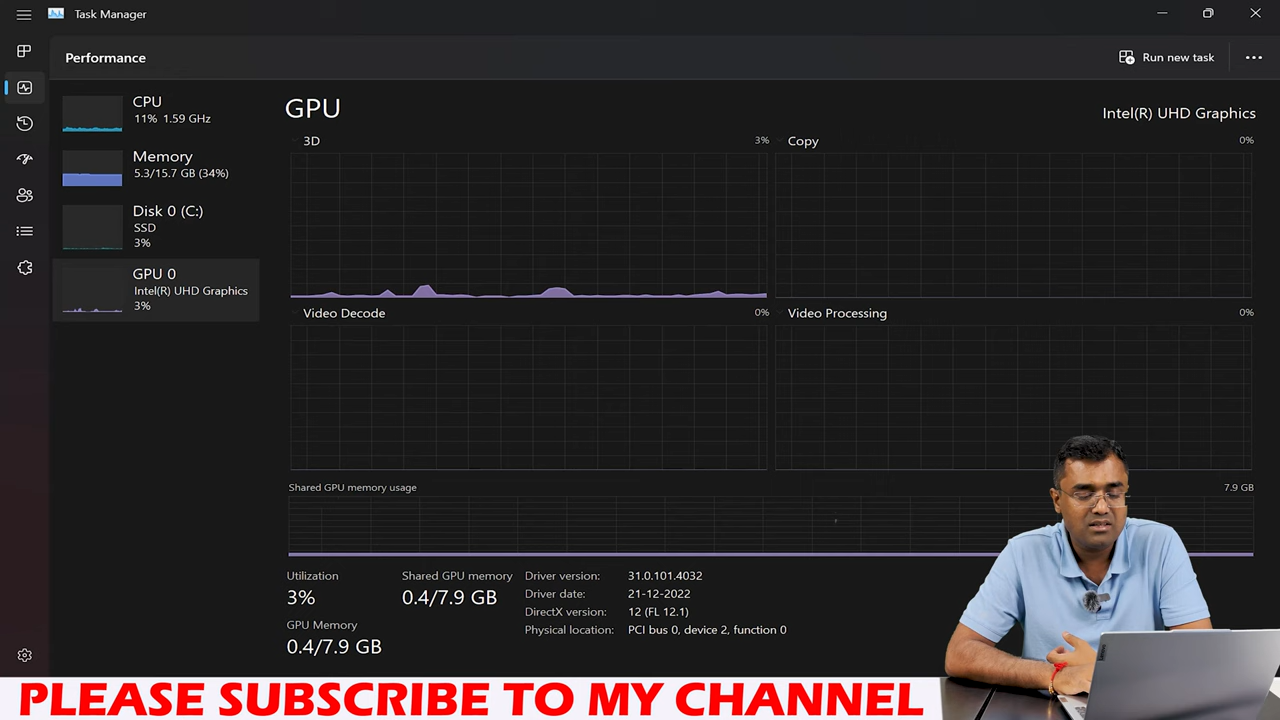 Task Manager
Performance
Run new task
CPU
11% 1.59 GHz
Memory
5.3/15.7 GB (34%)
Disk 0 (C:)
SSD
3%
GPU 0
Intel(R) UHD Graphics
3%
GPU
Intel(R) UHD Graphics
3D
3%
Copy
0%
Video Decode
0%
Video Processing
0%
Shared GPU memory usage
7.9 GB
Utilization
3%
Shared GPU memory
0.4/7.9 GB
GPU Memory
0.4/7.9 GB
Driver version: 31.0.101.4032
Driver date: 21-12-2022
DirectX version: 12 (FL 12.1)
Physical location: PCI bus 0, device 2, function 0
PLEASE SUBSCRIBE TO MY CHANNEL